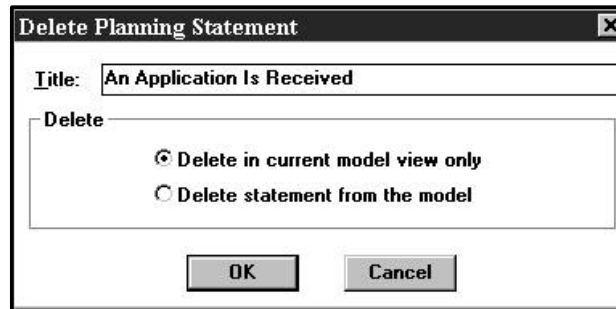 Delete Planning Statement
Title: An Application Is Received
Delete
Delete in current model view only
Delete statement from the model
OK Cancel